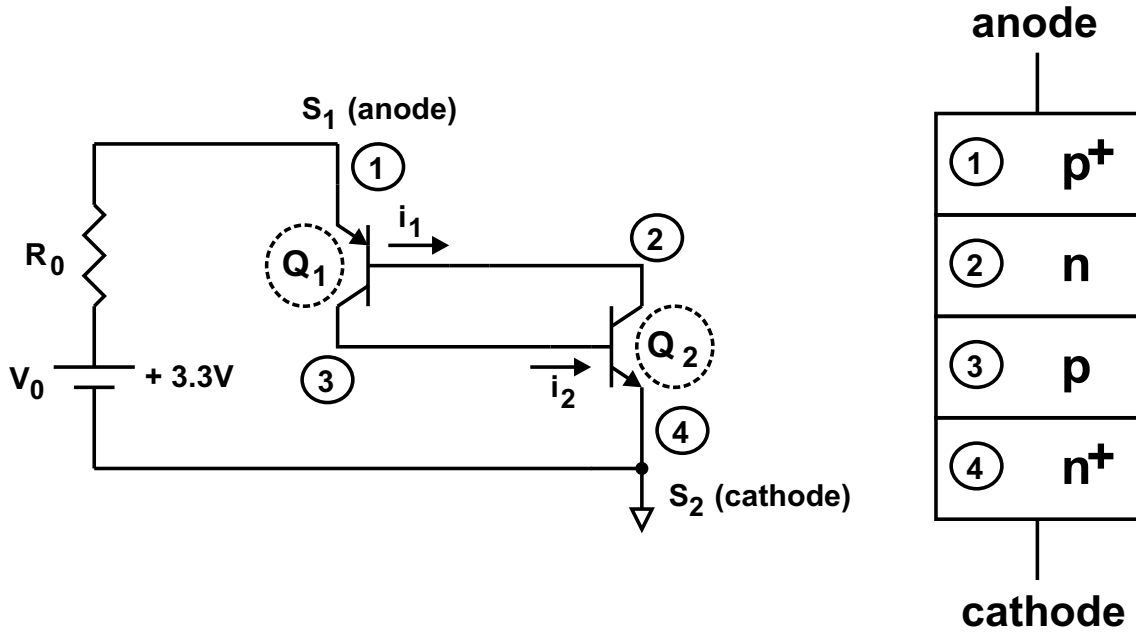 S1 (anode)
1
i1
2
R0
Q1
Q2
V0
+ 3.3V
3
i2
4
S2 (cathode)
anode
1 p+
2 n
3 p
4 n+
cathode